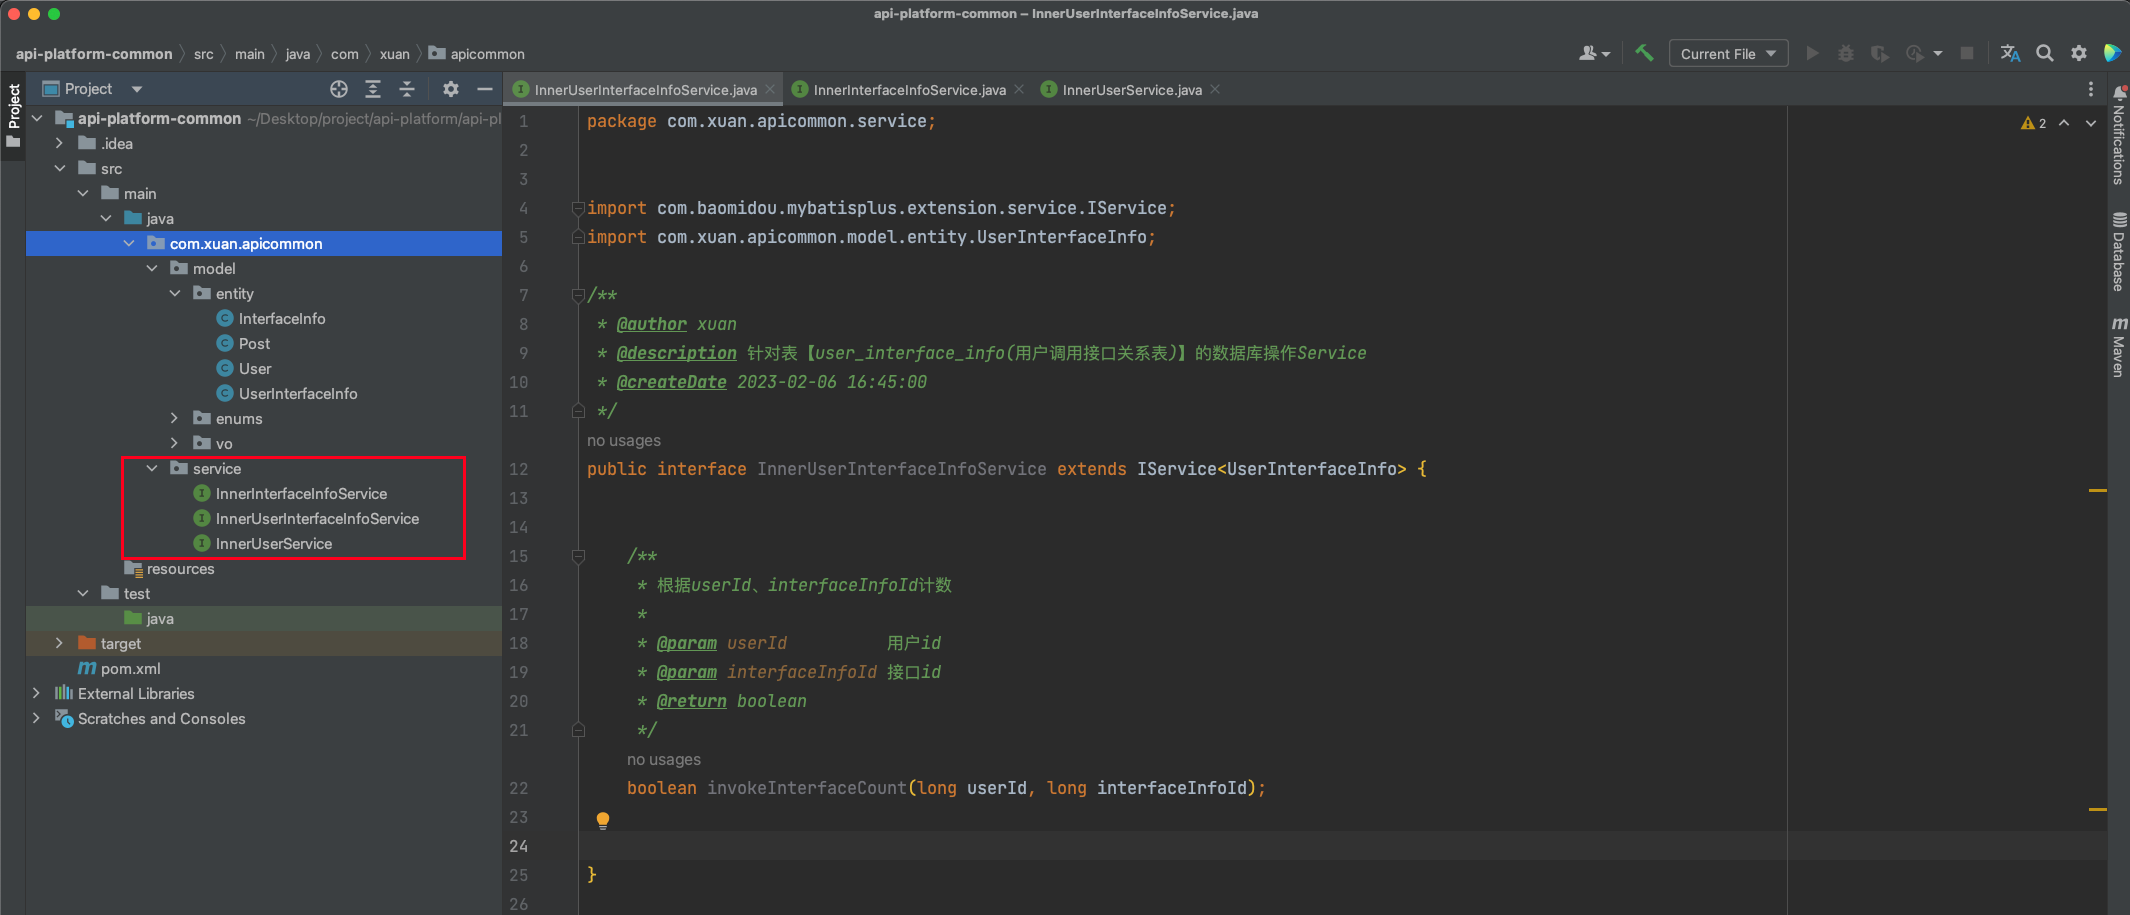 api-platform-common – InnerUserInterfaceInfoService.java
api-platform-common
src
main
java
com
xuan
apicommon
Current File
Project
Project
api-platform-common ~/Desktop/project/api-platform/api-pl
.idea
src
main
java
com.xuan.apicommon
model
entity
InterfaceInfo
Post
User
UserInterfaceInfo
enums
vo
service
InnerInterfaceInfoService
InnerUserInterfaceInfoService
InnerUserService
resources
test
java
target
pom.xml
External Libraries
Scratches and Consoles
InnerUserInterfaceInfoService.java
InnerInterfaceInfoService.java
InnerUserService.java
2
1 package com.xuan.apicommon.service;
2
3
4 import com.baomidou.mybatisplus.extension.service.IService;
5 import com.xuan.apicommon.model.entity.UserInterfaceInfo;
6
7 /**
8 * @author xuan
9 * @description 针对表【user_interface_info(用户调用接口关系表)】的数据库操作Service
10 * @createDate 2023-02-06 16:45:00
11 */
no usages
12 public interface InnerUserInterfaceInfoService extends IService<UserInterfaceInfo> {
13
14
15 /**
16 * 根据userId、interfaceInfoId计数
17 *
18 * @param userId 用户id
19 * @param interfaceInfoId 接口id
20 * @return boolean
21 */
no usages
22 boolean invokeInterfaceCount(long userId, long interfaceInfoId);
23
24
25 }
26
Notifications
Database
Maven